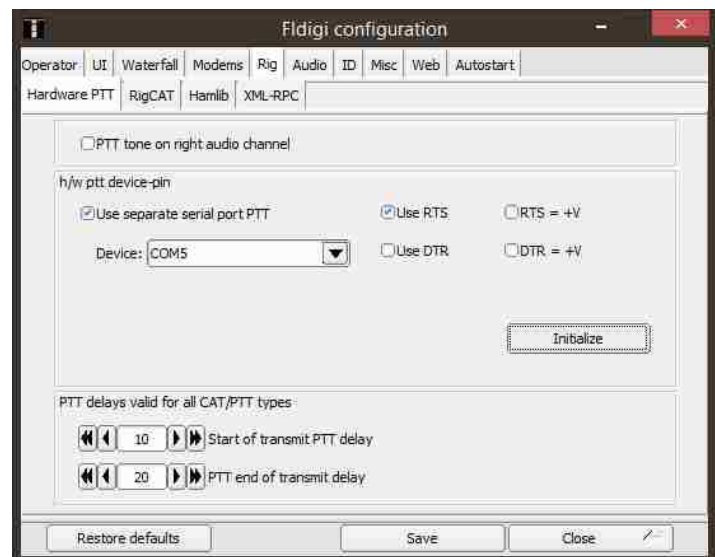 Fldigi configuration
Operator UI Waterfall Modems Rig Audio ID Misc Web Autostart
Hardware PTT RigCAT Hamlib XML-RPC
PTT tone on right audio channel
h/w ptt device-pin
Use separate serial port PTT Use RTS RTS = +V
Device: COM5 Use DTR DTR = +V
Initialize
PTT delays valid for all CAT/PTT types
10 Start of transmit PTT delay
20 PTT end of transmit delay
Restore defaults Save Close